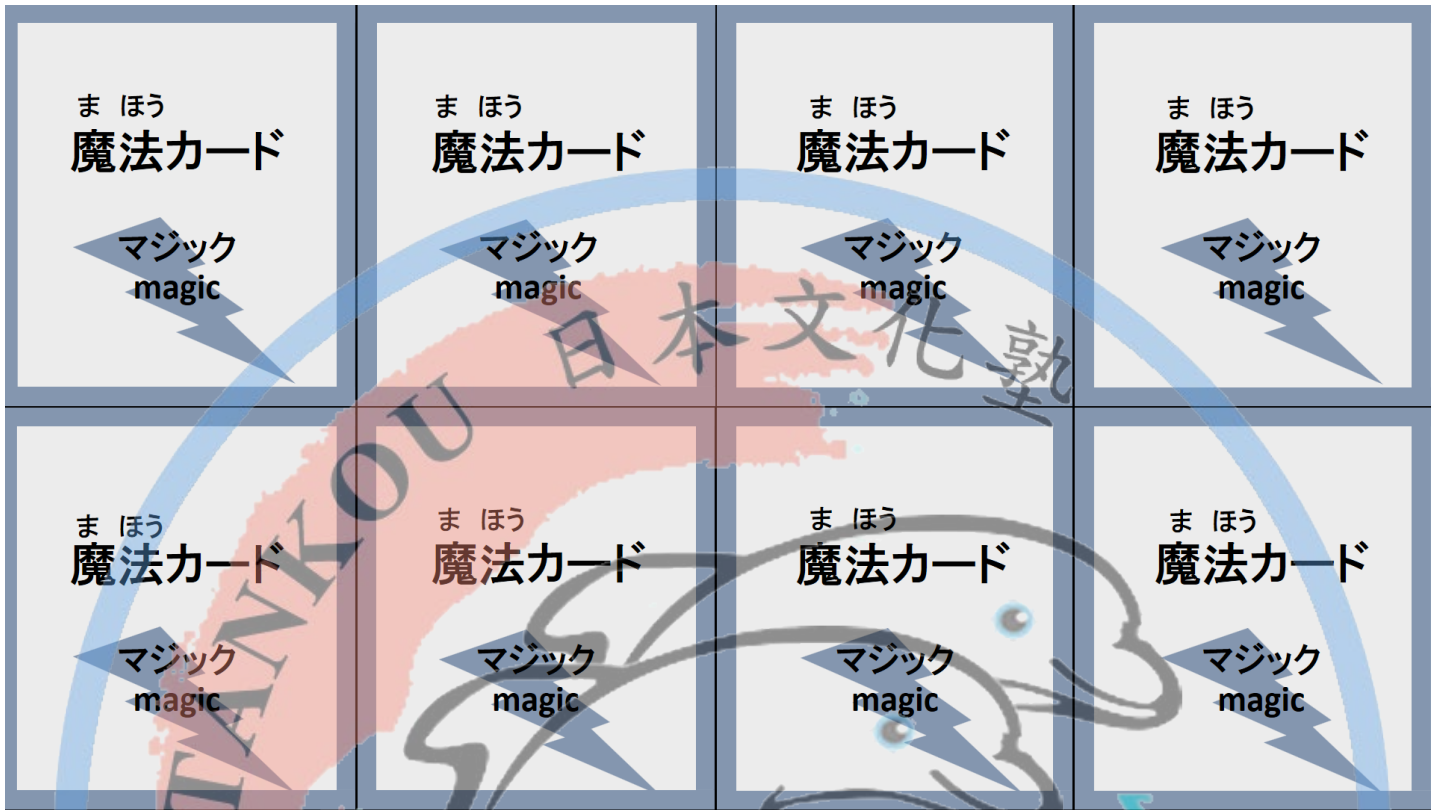 ま ほう
魔法カード
マジック
magic
ま ほう
魔法カード
マジック
magic
ま ほう
魔法カード
マジック
magic
ま ほう
魔法カード
マジック
magic
TANKOU 日本文化塾
ま ほう
魔法カード
マジック
magic
ま ほう
魔法カード
マジック
magic
ま ほう
魔法カード
マジック
magic
ま ほう
魔法カード
マジック
magic